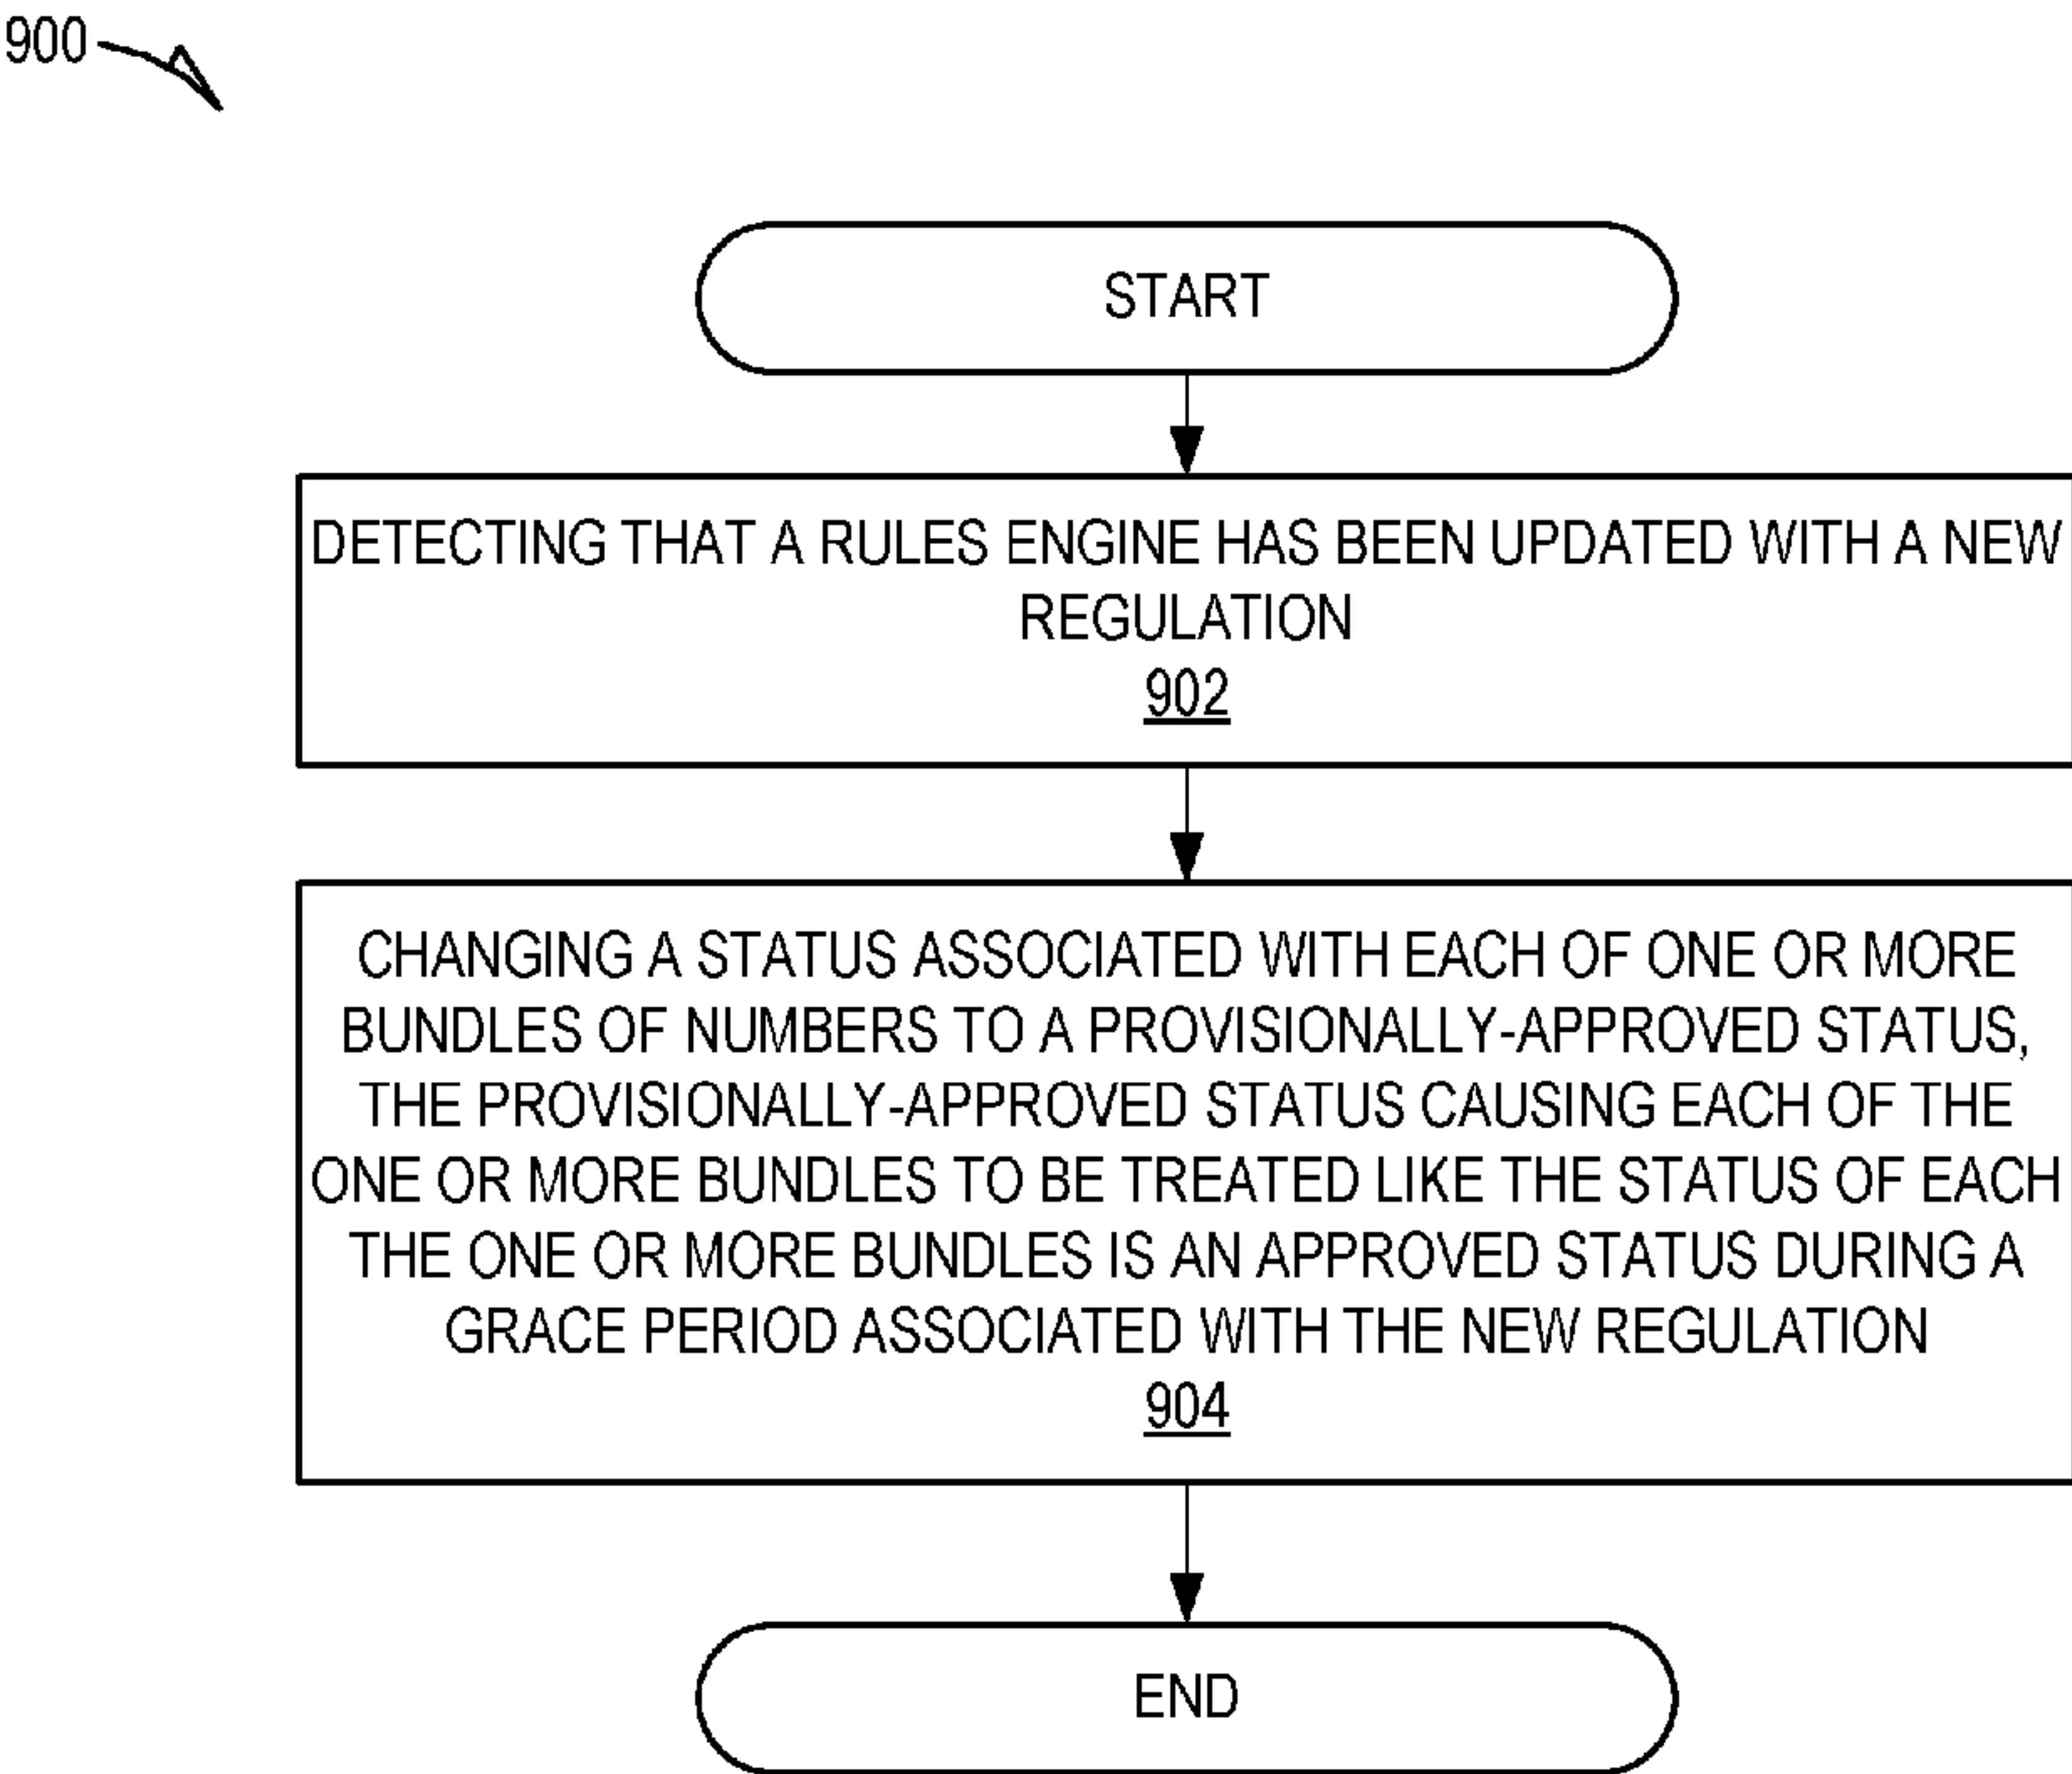 900
START
DETECTING THAT A RULES ENGINE HAS BEEN UPDATED WITH A NEW
REGULATION
902
CHANGING A STATUS ASSOCIATED WITH EACH OF ONE OR MORE
BUNDLES OF NUMBERS TO A PROVISIONALLY-APPROVED STATUS,
THE PROVISIONALLY-APPROVED STATUS CAUSING EACH OF THE
ONE OR MORE BUNDLES TO BE TREATED LIKE THE STATUS OF EACH
THE ONE OR MORE BUNDLES IS AN APPROVED STATUS DURING A
GRACE PERIOD ASSOCIATED WITH THE NEW REGULATION
904
END